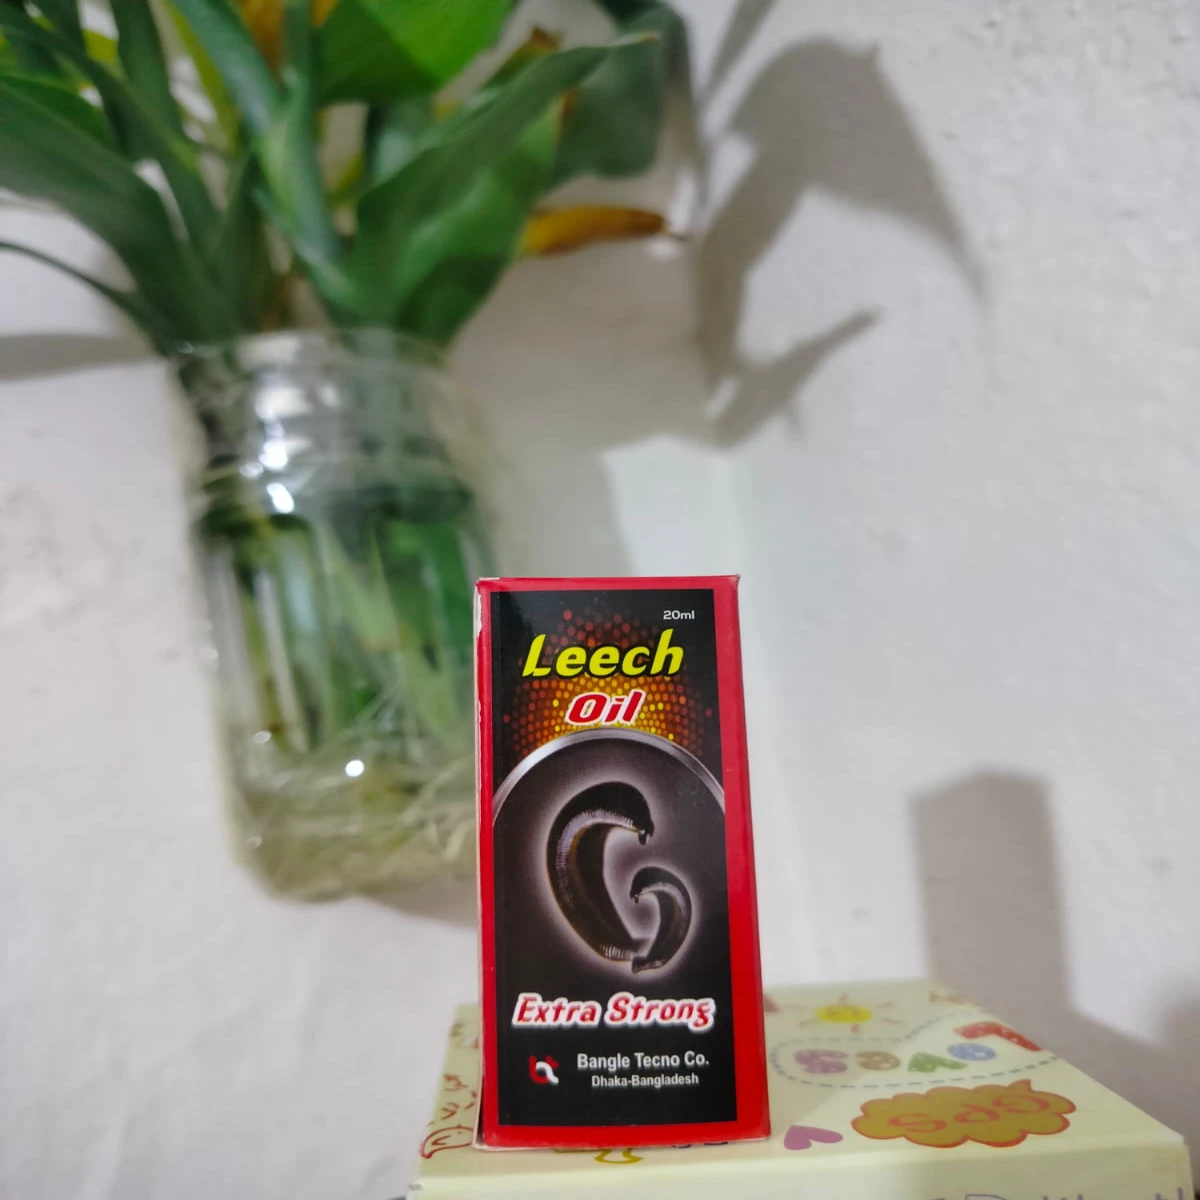 20ml
Leech
Oil
Extra Strong
Bangle Tecno Co.
Dhaka-Bangladesh